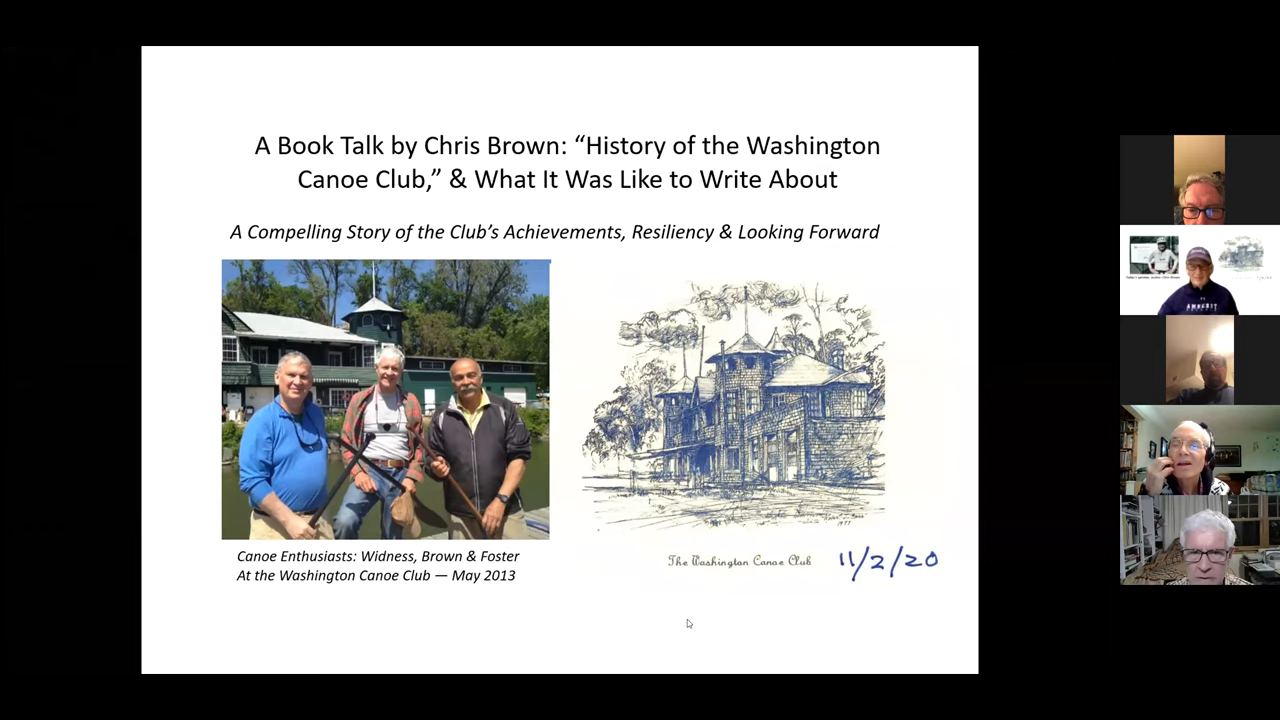 A Book Talk by Chris Brown: “History of the Washington
Canoe Club,” & What It Was Like to Write About
A Compelling Story of the Club’s Achievements, Resiliency & Looking Forward
Canoe Enthusiasts: Widness, Brown & Foster
At the Washington Canoe Club — May 2013
The Washington Canoe Club
11/2/20
AMHERST